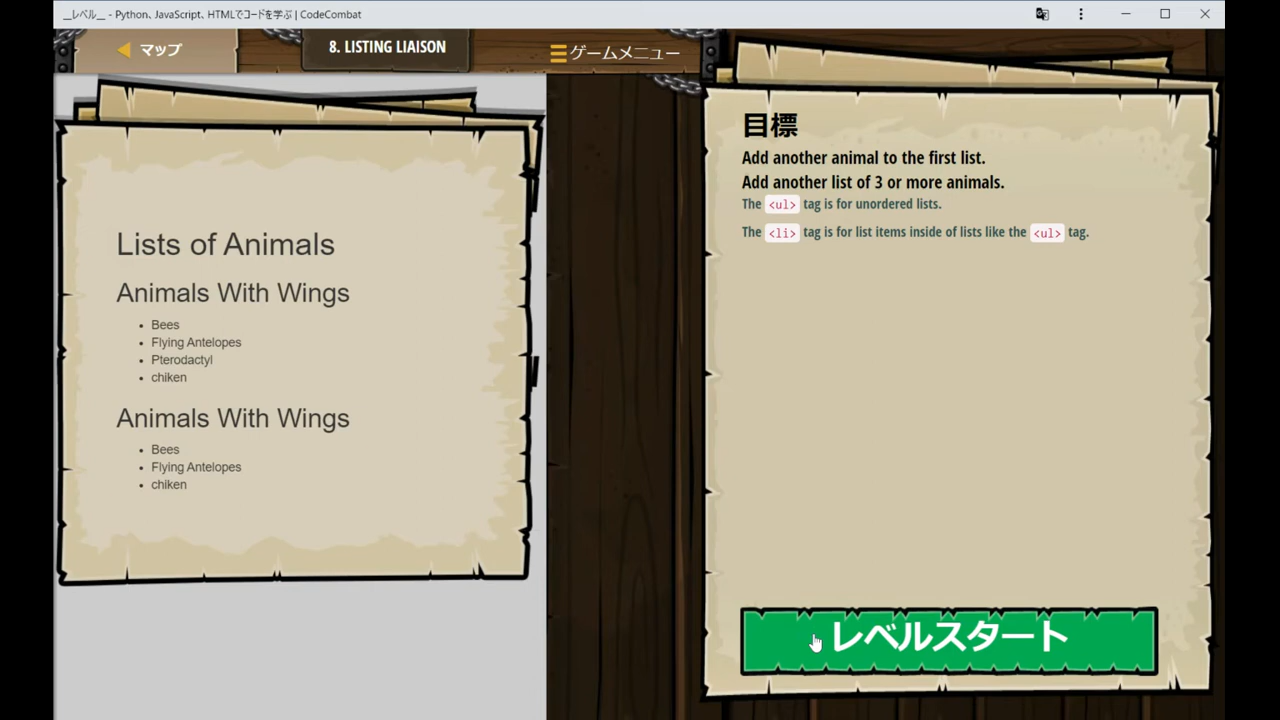 __レベル__ - Python、JavaScript、HTMLでコードを学ぶ | CodeCombat
マップ
8. LISTING LIAISON
ゲームメニュー
Lists of Animals
Animals With Wings
• Bees
• Flying Antelopes
• Pterodactyl
• chiken
Animals With Wings
• Bees
• Flying Antelopes
• chiken
目標
Add another animal to the first list.
Add another list of 3 or more animals.
The <ul> tag is for unordered lists.
The <li> tag is for list items inside of lists like the <ul> tag.
レベルスタート